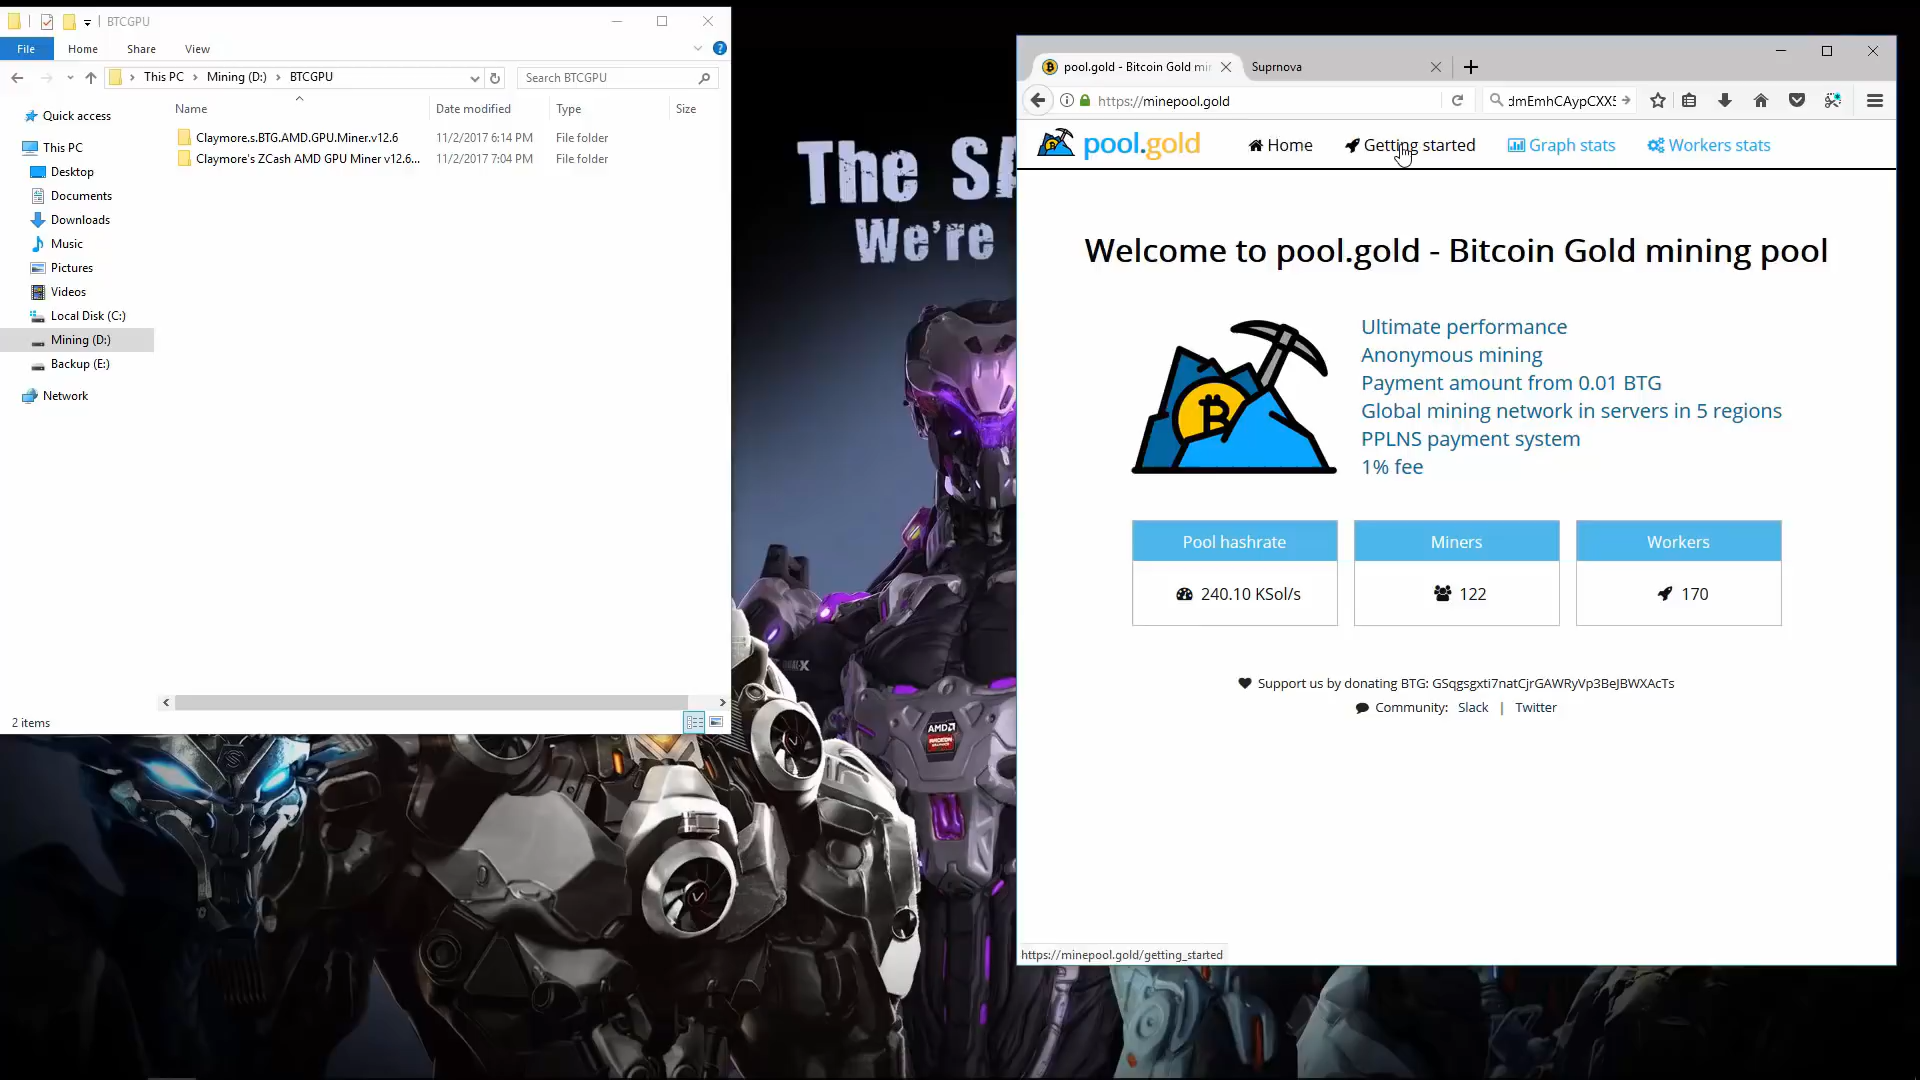 BTCGPU
File
Home
Share
View
This PC
Mining (D:)
BTCGPU
Search BTCGPU
Name
Date modified
Type
Size
Quick access
This PC
Desktop
Documents
Downloads
Music
Pictures
Videos
Local Disk (C:)
Mining (D:)
Backup (E:)
Network
Claymore.s.BTG.AMD.GPU.Miner.v12.6 11/2/2017 6:14 PM File folder
Claymore's ZCash AMD GPU Miner v12.6... 11/2/2017 7:04 PM File folder
2 items
The SA
We're
AMD
RADEON
GRAPHICS
pool.gold - Bitcoin Gold mi
Suprnova
https://minepool.gold
dmEmhCAypCXX5
pool.gold
Home
Getting started
Graph stats
Workers stats
Welcome to pool.gold - Bitcoin Gold mining pool
Ultimate performance
Anonymous mining
Payment amount from 0.01 BTG
Global mining network in servers in 5 regions
PPLNS payment system
1% fee
Pool hashrate
Miners
Workers
240.10 KSol/s
122
170
Support us by donating BTG: GSqgsgxti7natCjrGAWRyVp3BeJBWXAcTs
Community: Slack | Twitter
https://minepool.gold/getting_started